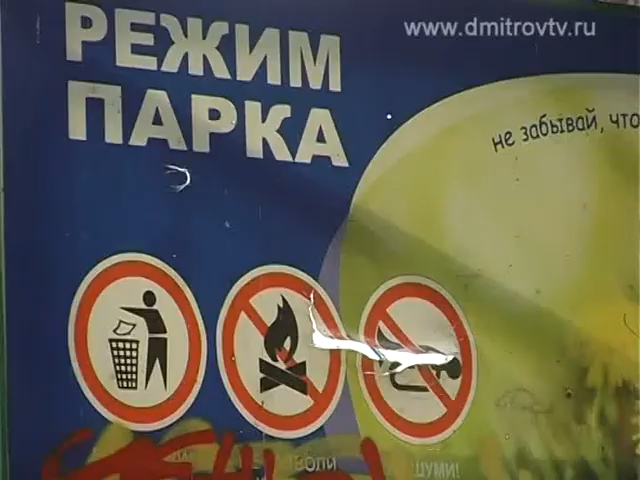 www.dmitrovtv.ru
РЕЖИМ
ПАРКА
не забывай, что
ШУМИ!